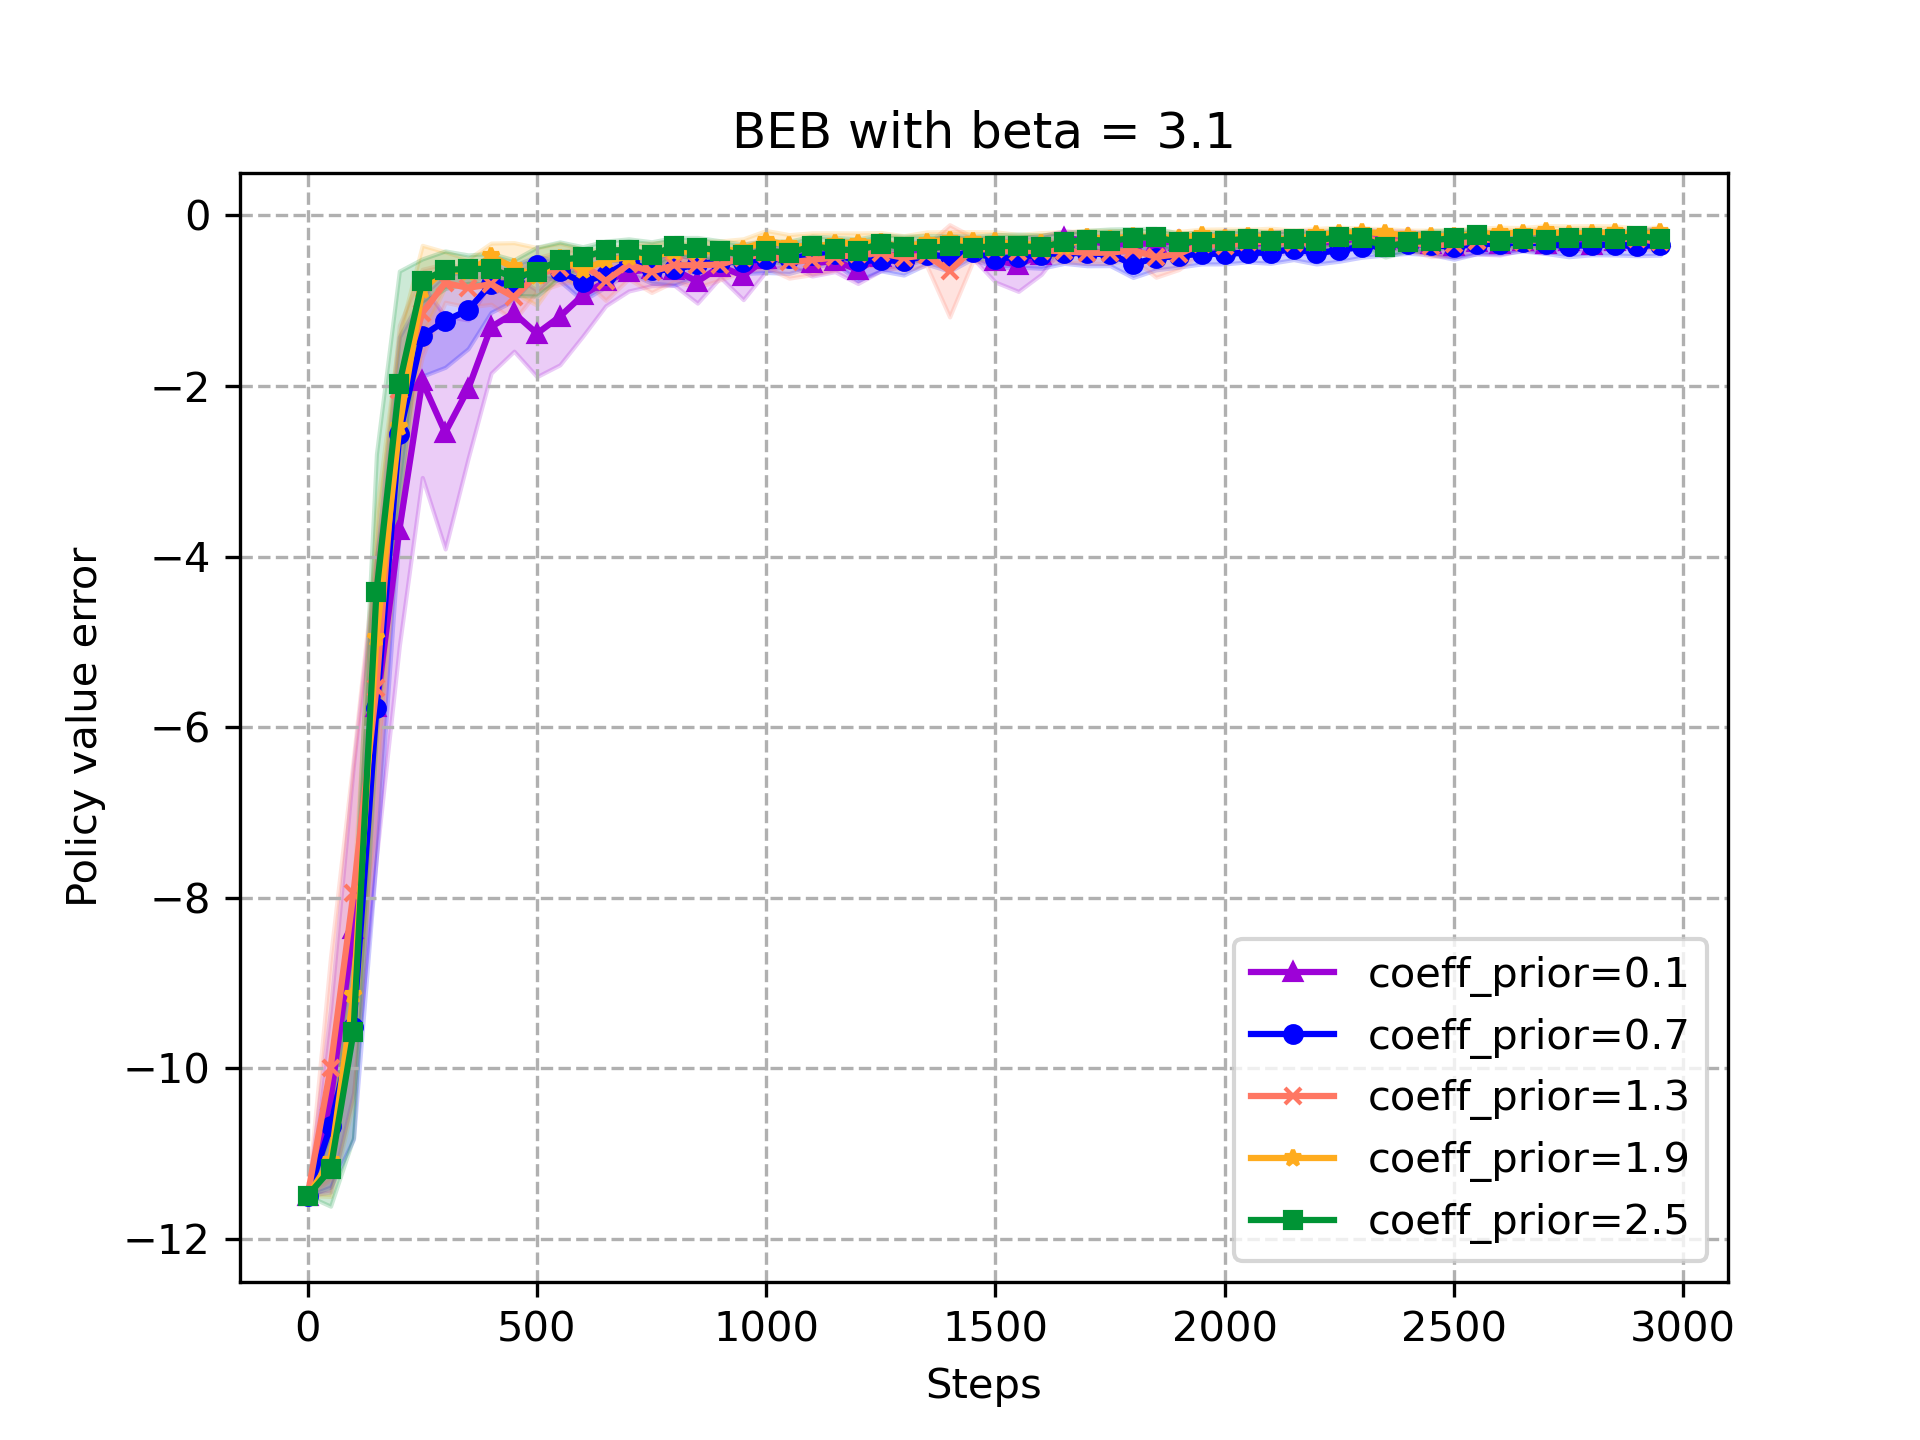 BEB with beta = 3.1
Policy value error
0
−2
−4
−6
−8
−10
−12
coeff_prior=0.1
coeff_prior=0.7
coeff_prior=1.3
coeff_prior=1.9
coeff_prior=2.5
0 500 1000 1500 2000 2500 3000
Steps